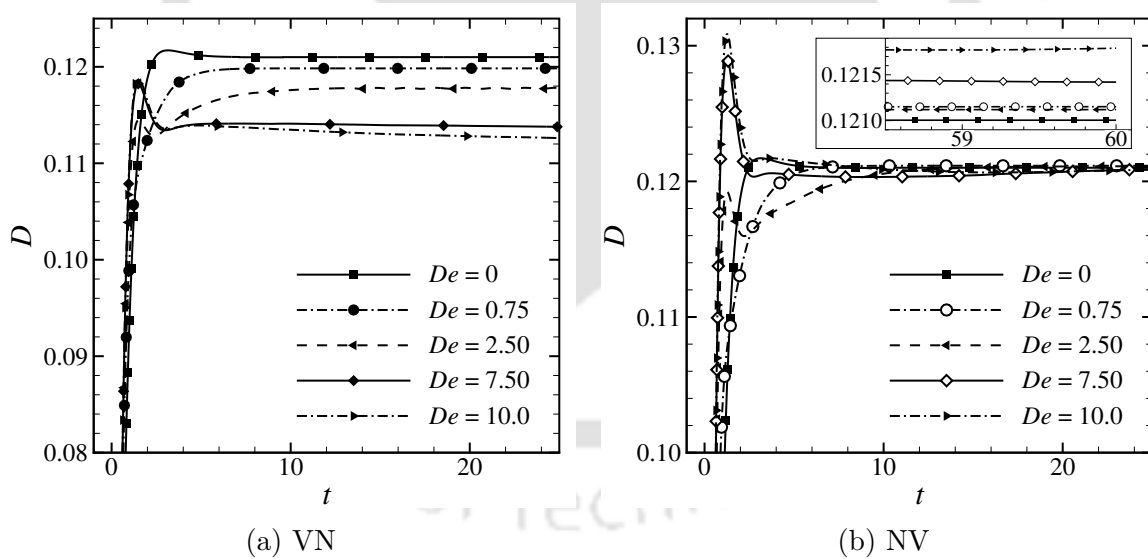 0.12
0.11
0.10
0.09
0.08
D
0
10
20
t
De = 0
De = 0.75
De = 2.50
De = 7.50
De = 10.0
(a) VN
0.13
0.12
0.11
0.10
D
0
10
20
t
0.1215
0.1210
59
60
De = 0
De = 0.75
De = 2.50
De = 7.50
De = 10.0
(b) NV